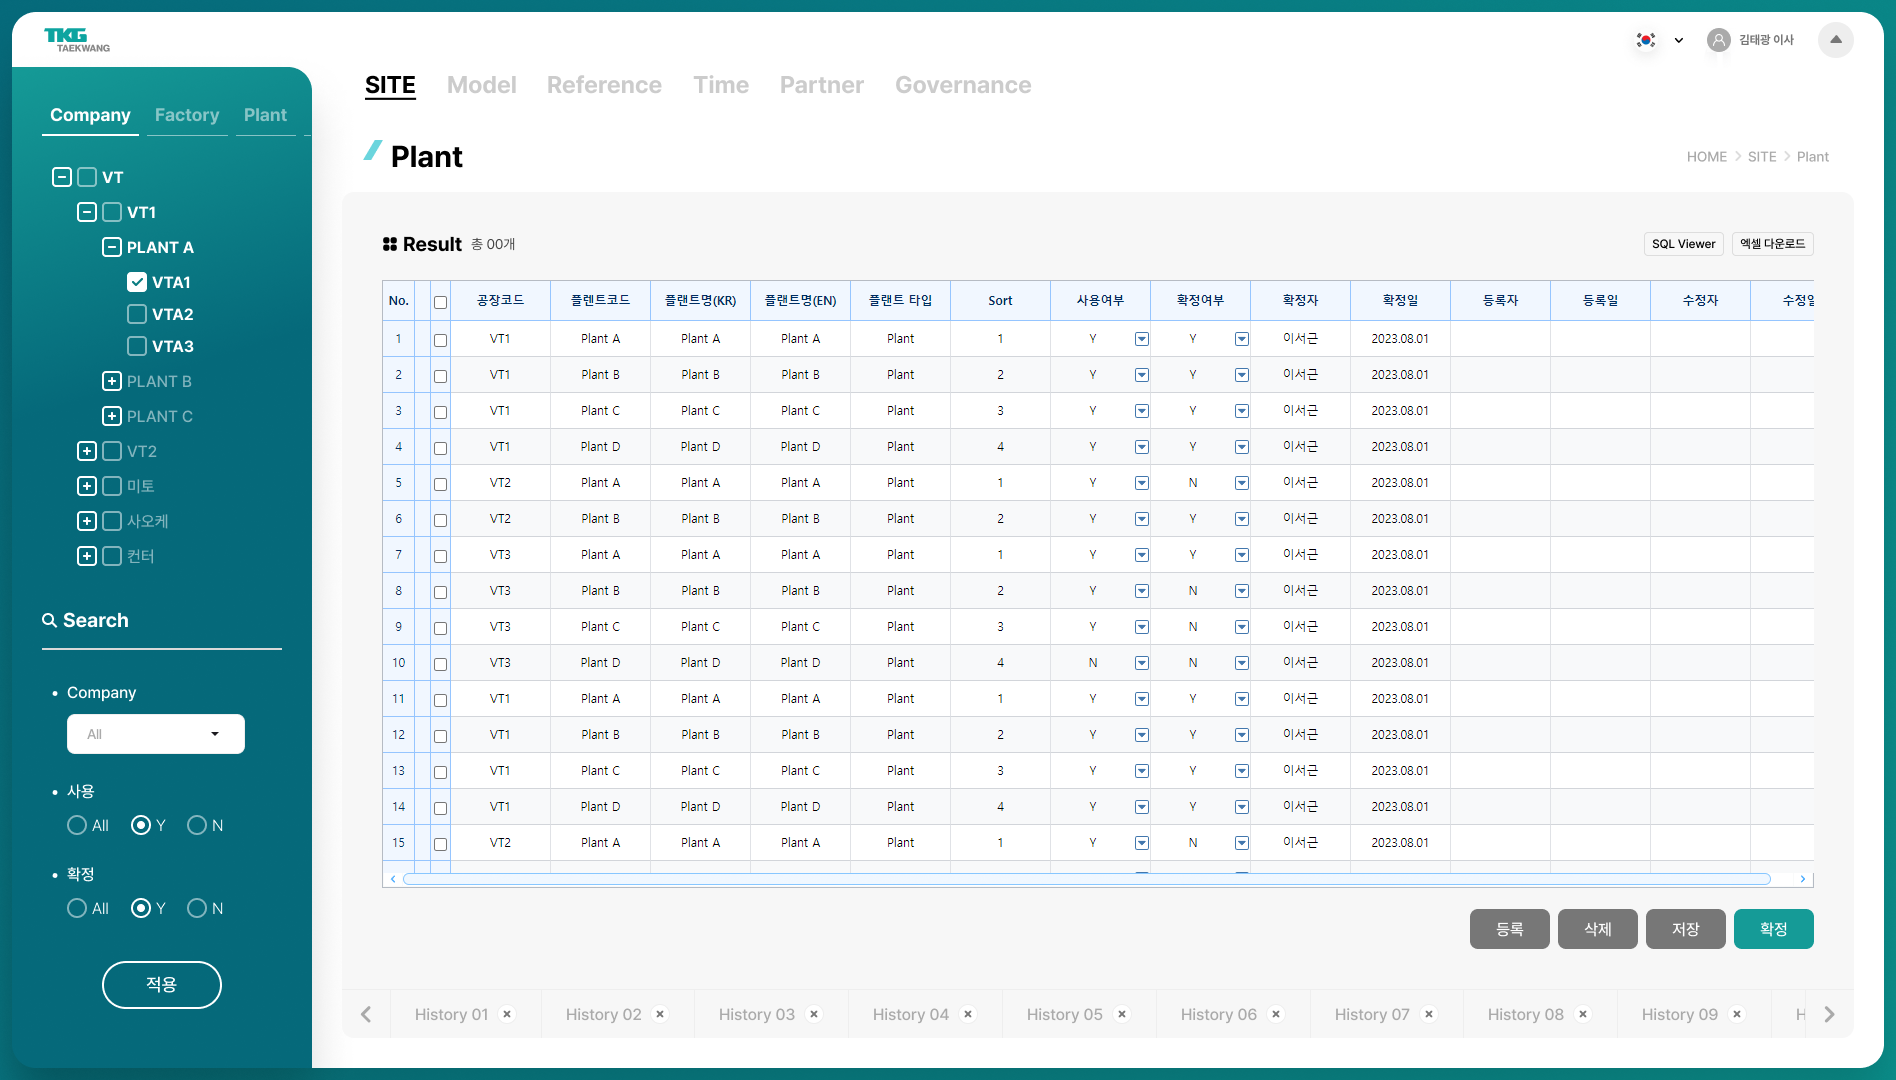 TKG
TAEKWANG
김태광 이사
SITE Model Reference Time Partner Governance
Company Factory Plant
Plant
HOME SITE Plant
VT
VT1
PLANT A
VTA1
VTA2
VTA3
PLANT B
PLANT C
VT2
미토
사오케
컨터
Search
Company
All
사용
All Y N
확정
All Y N
적용
Result 총 00개
SQL Viewer 엑셀 다운로드
No. 공장코드 플렌트코드 플랜트명(KR) 플랜트명(EN) 플랜트 타입 Sort 사용여부 확정여부 확정자 확정일 등록자 등록일 수정자 수정일
1 VT1 Plant A Plant A Plant A Plant 1 Y Y 이서근 2023.08.01
2 VT1 Plant B Plant B Plant B Plant 2 Y Y 이서근 2023.08.01
3 VT1 Plant C Plant C Plant C Plant 3 Y Y 이서근 2023.08.01
4 VT1 Plant D Plant D Plant D Plant 4 Y Y 이서근 2023.08.01
5 VT2 Plant A Plant A Plant A Plant 1 Y N 이서근 2023.08.01
6 VT2 Plant B Plant B Plant B Plant 2 Y Y 이서근 2023.08.01
7 VT3 Plant A Plant A Plant A Plant 1 Y Y 이서근 2023.08.01
8 VT3 Plant B Plant B Plant B Plant 2 Y N 이서근 2023.08.01
9 VT3 Plant C Plant C Plant C Plant 3 Y N 이서근 2023.08.01
10 VT3 Plant D Plant D Plant D Plant 4 N N 이서근 2023.08.01
11 VT1 Plant A Plant A Plant A Plant 1 Y Y 이서근 2023.08.01
12 VT1 Plant B Plant B Plant B Plant 2 Y Y 이서근 2023.08.01
13 VT1 Plant C Plant C Plant C Plant 3 Y Y 이서근 2023.08.01
14 VT1 Plant D Plant D Plant D Plant 4 Y Y 이서근 2023.08.01
15 VT2 Plant A Plant A Plant A Plant 1 Y N 이서근 2023.08.01
등록 삭제 저장 확정
History 01 History 02 History 03 History 04 History 05 History 06 History 07 History 08 History 09 H